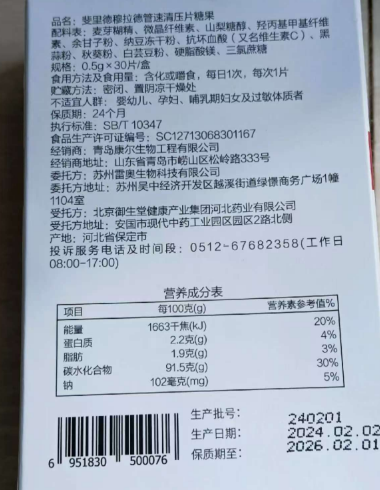 品名：斐里德穆拉德管速清压片糖果
配料表：麦芽糊精、微晶纤维素、山梨糖醇、羟丙基甲基纤维
素、余甘子粉、纳豆冻干粉、抗坏血酸（又名维生素C）、黑
蒜粉、秋葵粉、白芸豆粉、硬脂酸镁、三氯蔗糖
规格：0.5g×30片/盒
食用方法及食用量：含化或嚼食，每日1次，每次1片
贮藏方法：密闭、置阴凉干燥处
不适宜人群：婴幼儿、孕妇、哺乳期妇女及过敏体质者
保质期：24个月
执行标准：SB/T 10347
食品生产许可证编号：SC12713068301167
经销商：青岛康尔生物工程有限公司
经销商地址：山东省青岛市崂山区松岭路333号
委托方：苏州雷奥生物科技有限公司
委托方地址：苏州吴中经济开发区越溪街道绿憬商务广场1幢
1104室
受托方：北京御生堂健康产业集团河北药业有限公司
受托方地址：安国市现代中药工业园区园区2路北侧
产地：河北省保定市
投诉服务电话及时间段：0512-67682358(工作日
08:00-17:00)
营养成分表
项目 每100克(g) 营养素参考值%
能量 1663千焦(kJ) 20%
蛋白质 2.2克(g) 4%
脂肪 1.9克(g) 3%
碳水化合物 91.5克(g) 30%
钠 102毫克(mg) 5%
生产批号： 240201
生产日期： 2024.02.02
保质期至： 2026.02.01
6 951830 500076